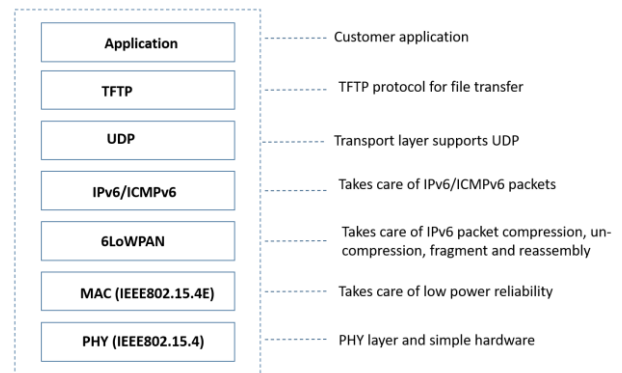 Application
Customer application
TFTP
TFTP protocol for file transfer
UDP
Transport layer supports UDP
IPv6/ICMPv6
Takes care of IPv6/ICMPv6 packets
6LoWPAN
Takes care of IPv6 packet compression, un-
compression, fragment and reassembly
MAC (IEEE802.15.4E)
Takes care of low power reliability
PHY (IEEE802.15.4)
PHY layer and simple hardware